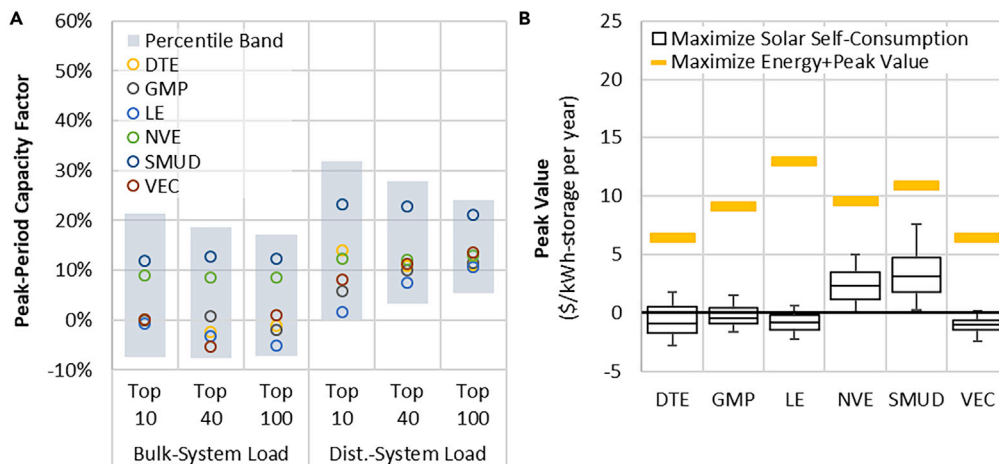 A
Peak-Period Capacity Factor
60%
50%
40%
30%
20%
10%
0%
-10%
Percentile Band
DTE
GMP
LE
NVE
SMUD
VEC
Top Top Top Top Top Top
10 40 100 10 40 100
Bulk-System Load Dist.-System Load
B
Peak Value
($/kWh-storage per year)
25
20
15
10
5
0
-5
Maximize Solar Self-Consumption
Maximize Energy+Peak Value
DTE GMP LE NVE SMUD VEC